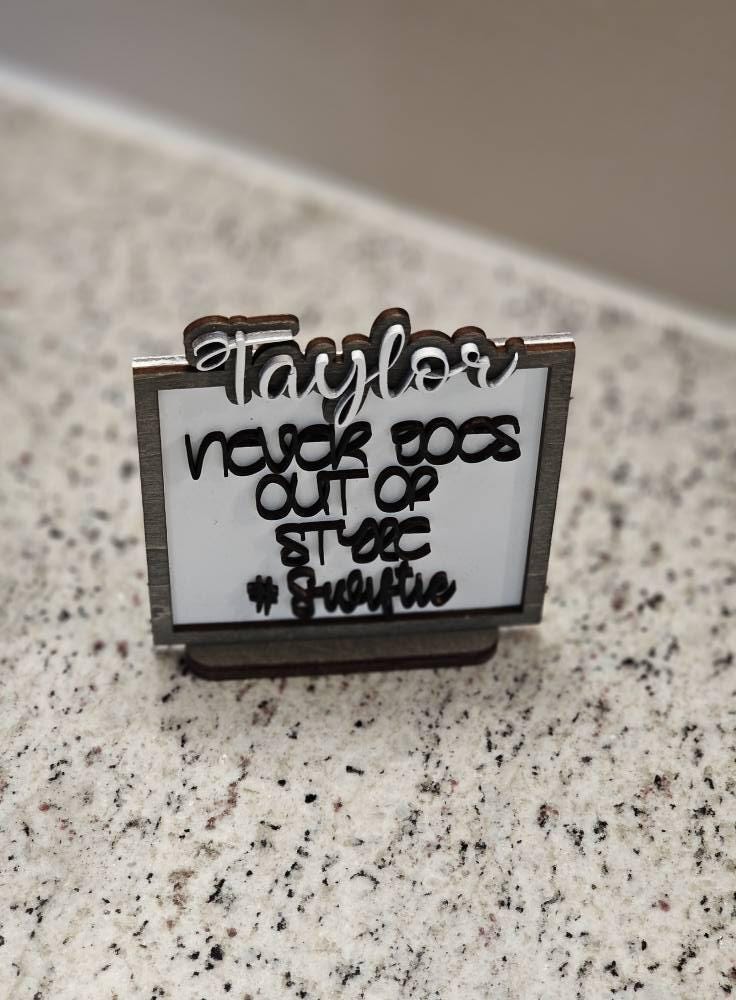 Taylor
NEVER GOES
OUT OF
STYLE
#Swiftie